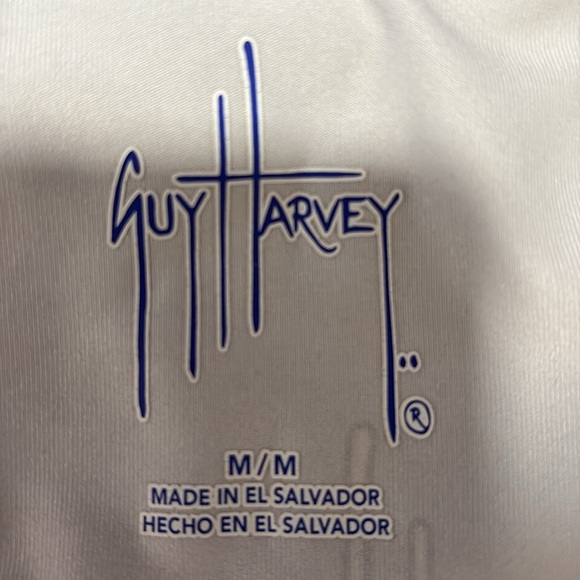 GUY HARVEY
®
M/M
MADE IN EL SALVADOR
HECHO EN EL SALVADOR